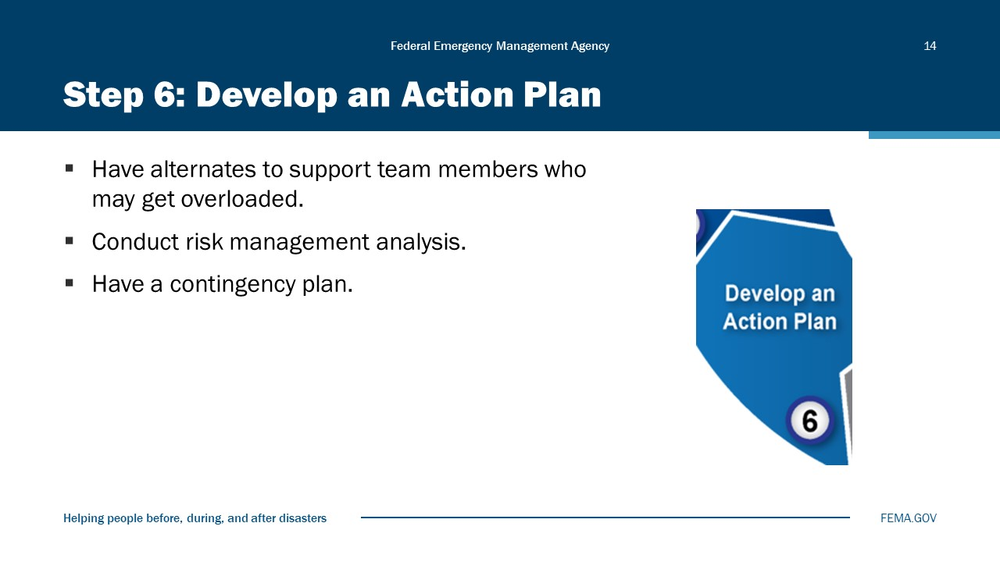 Federal Emergency Management Agency
14
Step 6: Develop an Action Plan
▪ Have alternates to support team members who
may get overloaded.
▪ Conduct risk management analysis.
▪ Have a contingency plan.
Develop an
Action Plan
6
Helping people before, during, and after disasters
FEMA.GOV